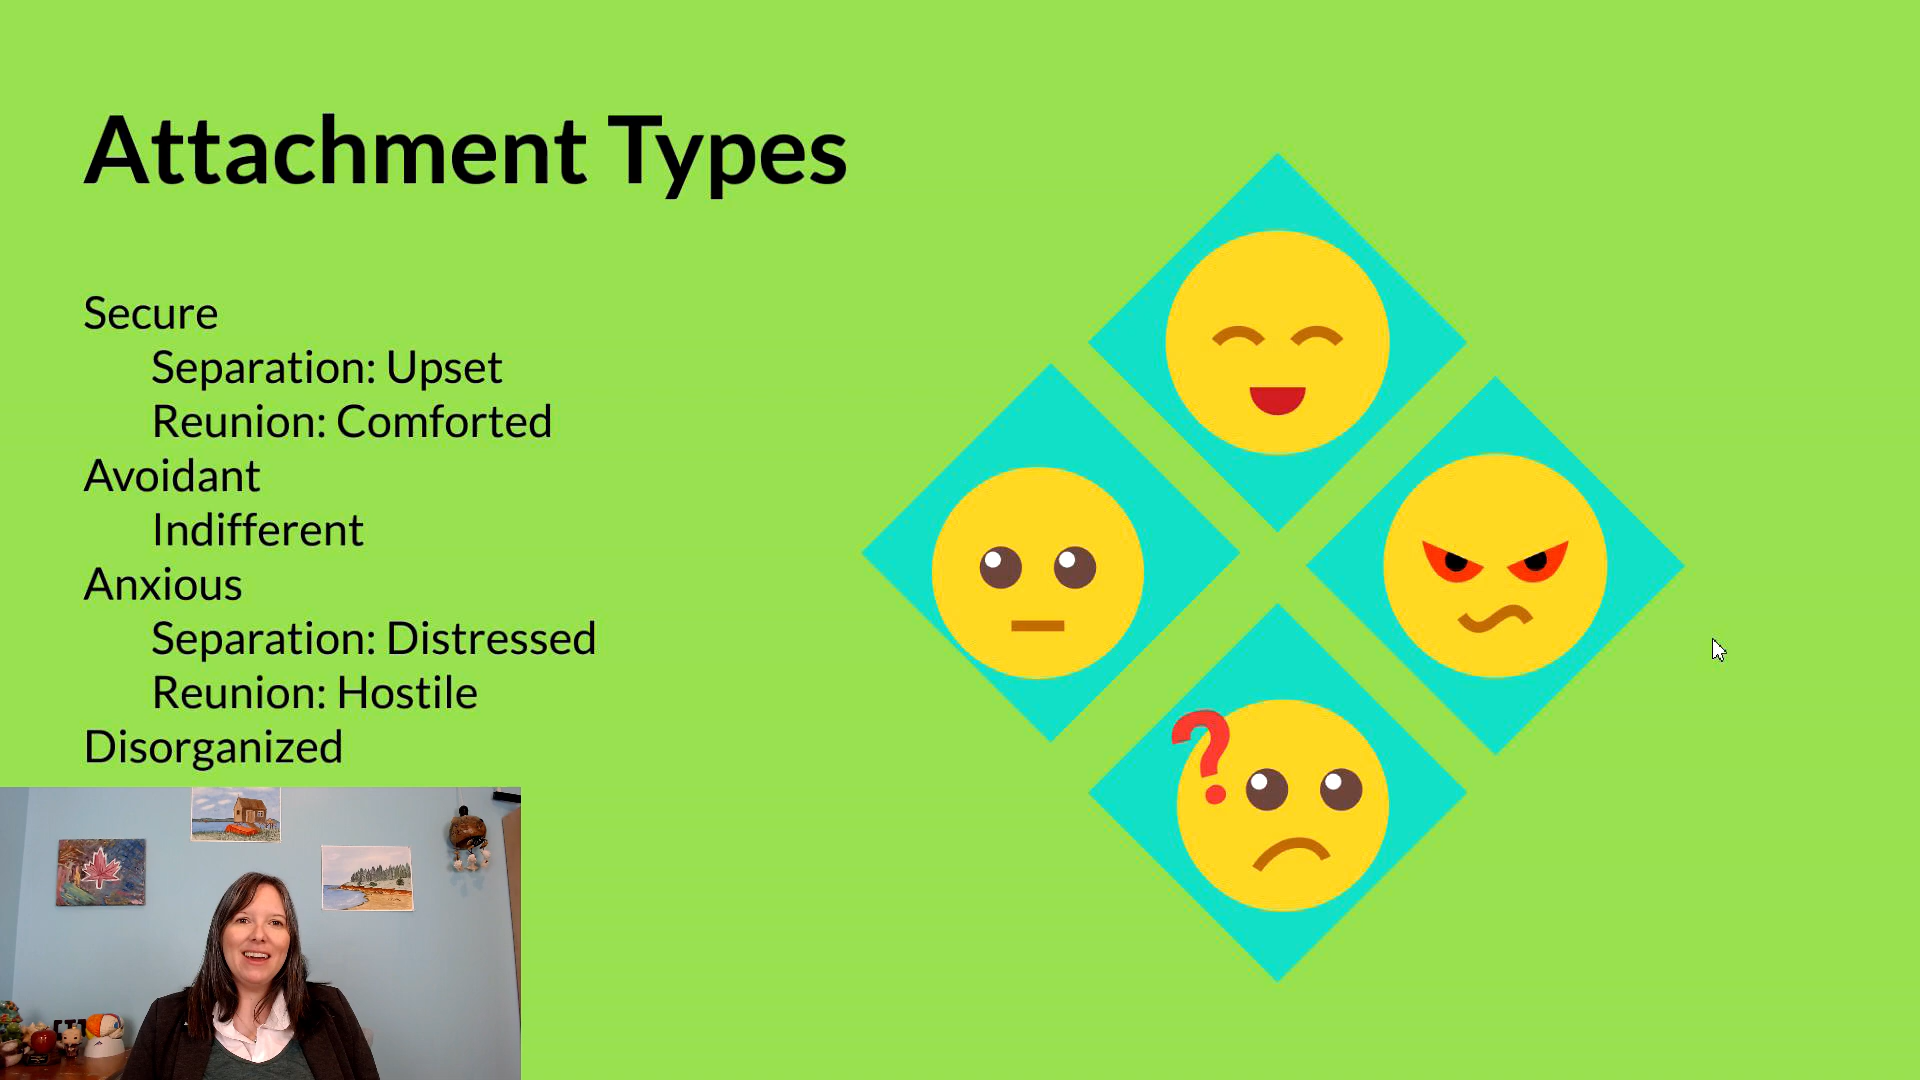 Attachment Types
Secure
Separation: Upset
Reunion: Comforted
Avoidant
Indifferent
Anxious
Separation: Distressed
Reunion: Hostile
Disorganized
?